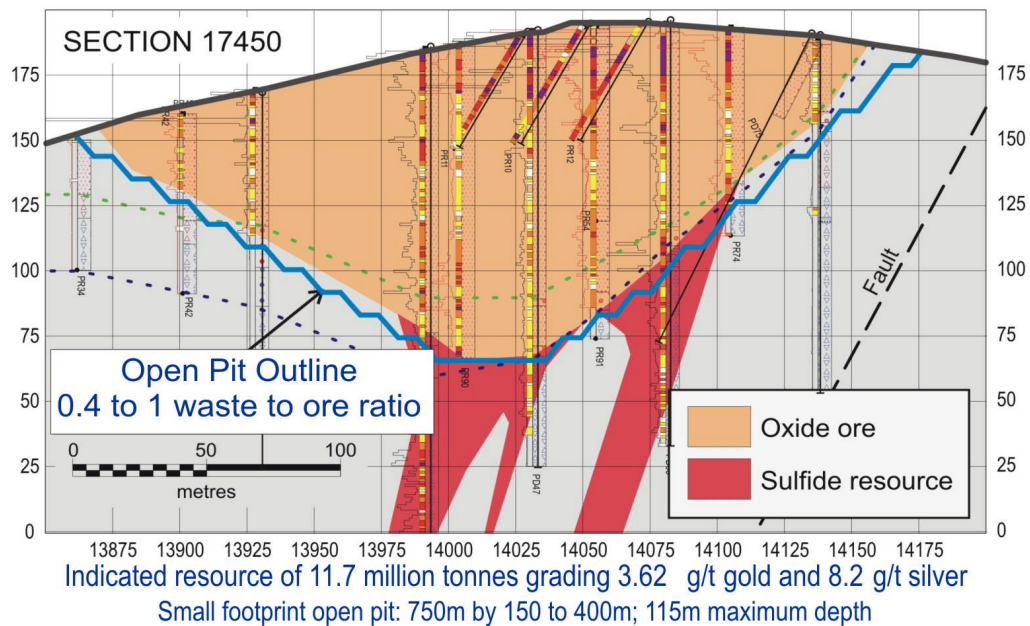 SECTION 17450
175
150
125
100
75
50
25
0
175
150
125
100
75
50
25
0
PR34
PR42
PR42
PR11
PR10
PR12
PR64
PD75
PR74
PR91
PR90
PD47
Fault
Open Pit Outline
0.4 to 1 waste to ore ratio
0 50 100
metres
Oxide ore
Sulfide resource
13875 13900 13925 13950 13975 14000 14025 14050 14075 14100 14125 14150 14175
Indicated resource of 11.7 million tonnes grading 3.62 g/t gold and 8.2 g/t silver
Small footprint open pit: 750m by 150 to 400m; 115m maximum depth